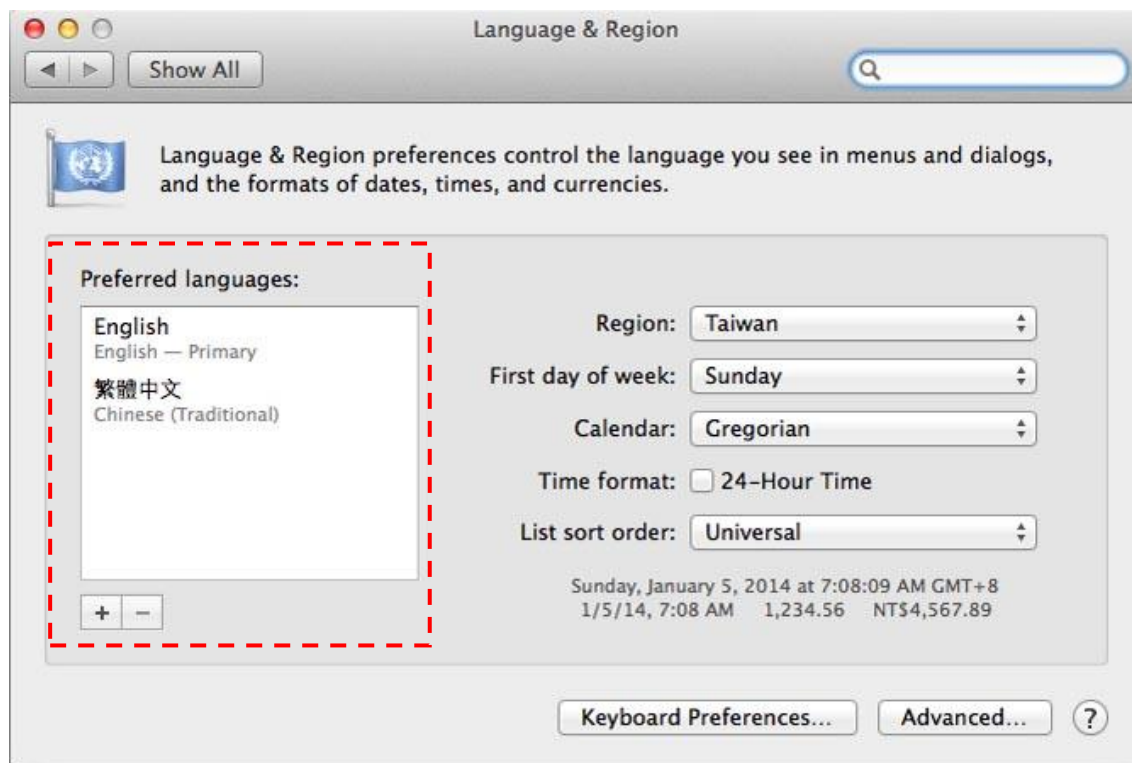 Language & Region
Show All
Language & Region preferences control the language you see in menus and dialogs,
and the formats of dates, times, and currencies.
Preferred languages:
English
English — Primary
繁體中文
Chinese (Traditional)
+ −
Region: Taiwan
First day of week: Sunday
Calendar: Gregorian
Time format: 24-Hour Time
List sort order: Universal
Sunday, January 5, 2014 at 7:08:09 AM GMT+8
1/5/14, 7:08 AM 1,234.56 NT$4,567.89
Keyboard Preferences... Advanced... ?